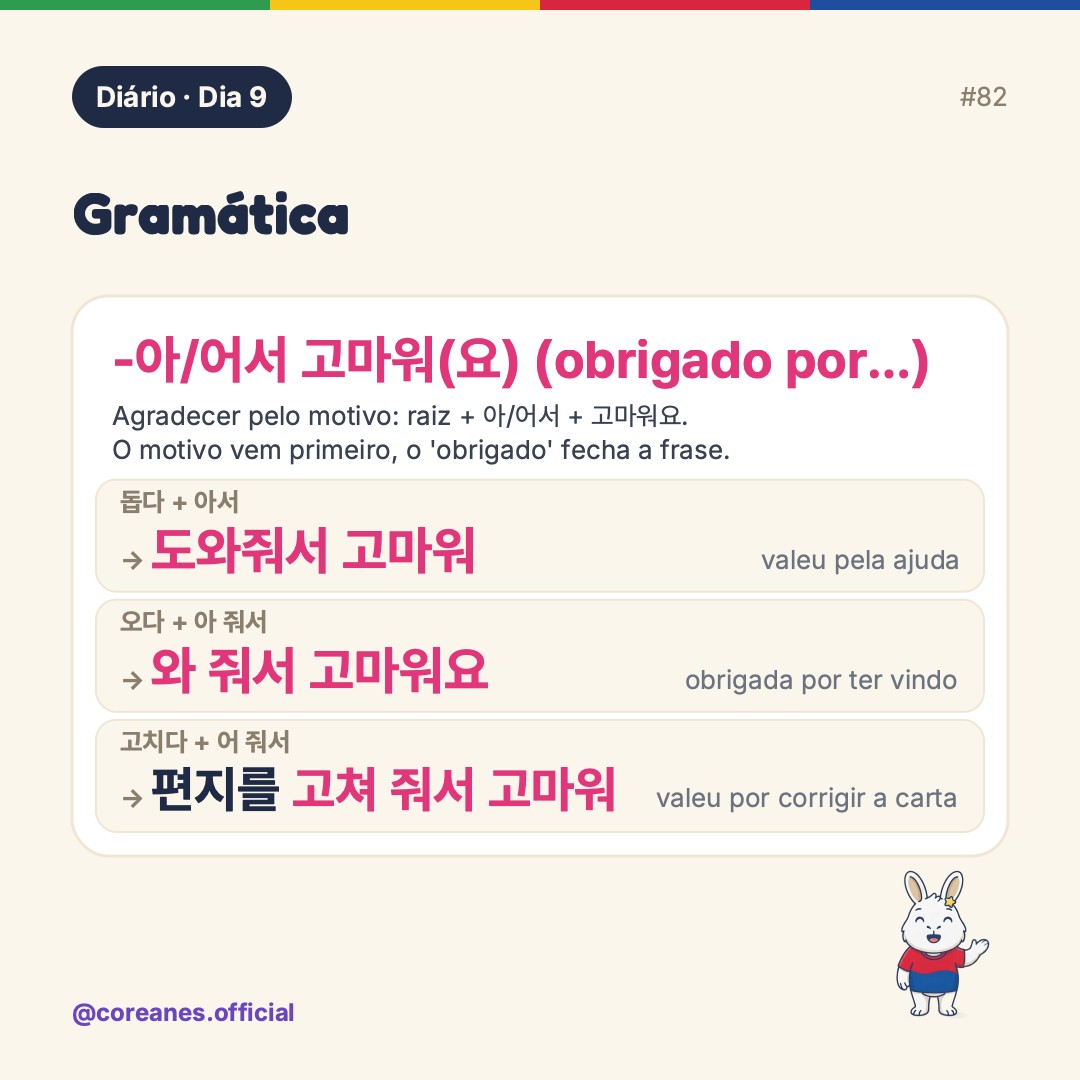 Diário · Dia 9
#82
Gramática
-아/어서 고마워(요) (obrigado por...)
Agradecer pelo motivo: raiz + 아/어서 + 고마워요.
O motivo vem primeiro, o 'obrigado' fecha a frase.
돕다 + 아서
→ 도와줘서 고마워 valeu pela ajuda
오다 + 아 줘서
→ 와 줘서 고마워요 obrigada por ter vindo
고치다 + 어 줘서
→ 편지를 고쳐 줘서 고마워 valeu por corrigir a carta
@coreanes.official